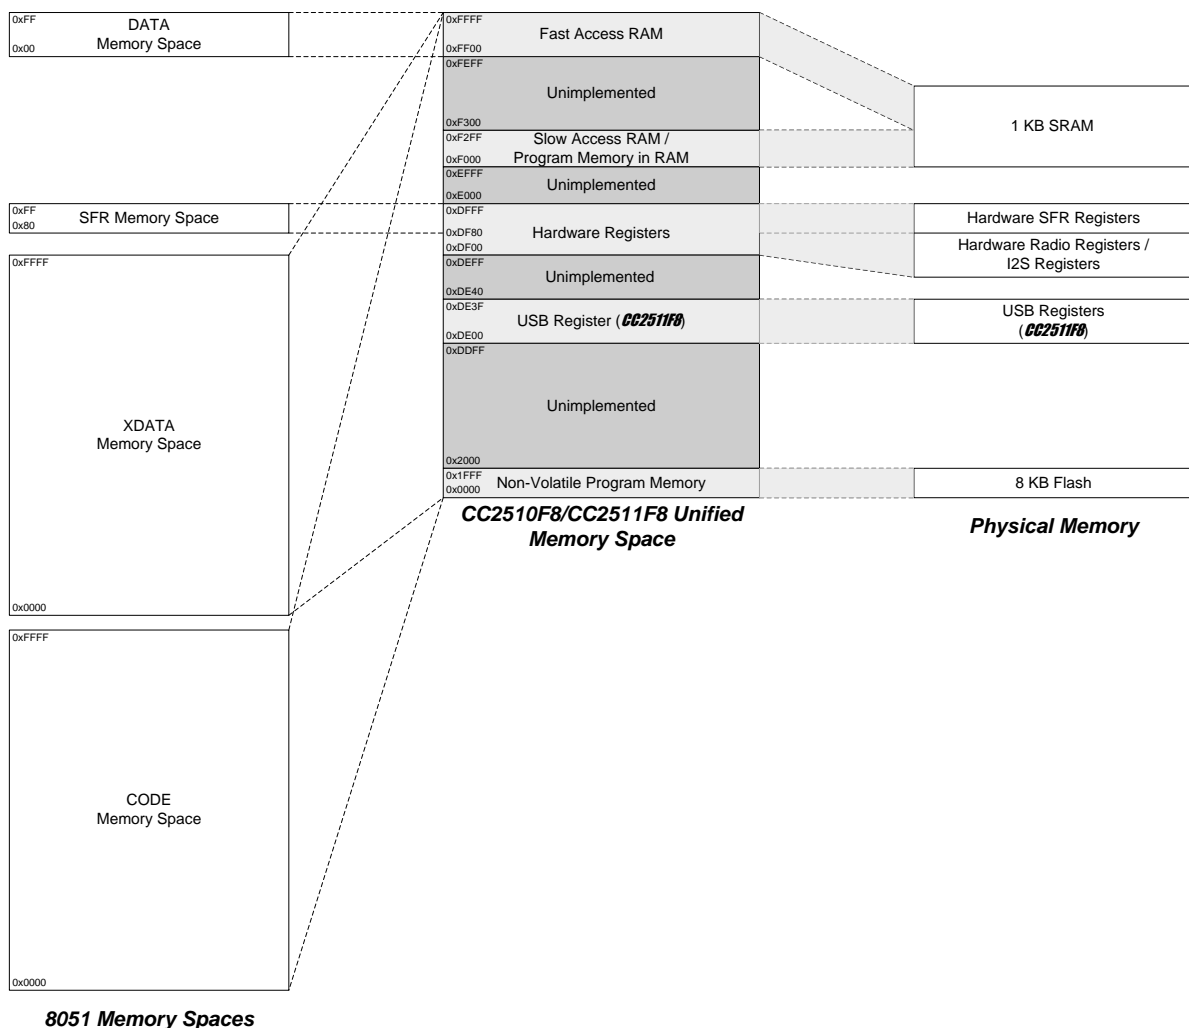 0xFF
DATA
Memory Space
0x00
0xFF
SFR Memory Space
0x80
0xFFFF
XDATA
Memory Space
0x0000
0xFFFF
CODE
Memory Space
0x0000
8051 Memory Spaces
0xFFFF
Fast Access RAM
0xFF00
0xFEFF
Unimplemented
0xF300
0xF2FF
Slow Access RAM /
Program Memory in RAM
0xF000
0xEFFF
Unimplemented
0xE000
0xDFFF
0xDF80
Hardware Registers
0xDF00
0xDEFF
Unimplemented
0xDE40
0xDE3F
USB Register (CC2511F8)
0xDE00
0xDDFF
Unimplemented
0x2000
0x1FFF
Non-Volatile Program Memory
0x0000
CC2510F8/CC2511F8 Unified
Memory Space
1 KB SRAM
Hardware SFR Registers
Hardware Radio Registers /
I2S Registers
USB Registers
(CC2511F8)
8 KB Flash
Physical Memory